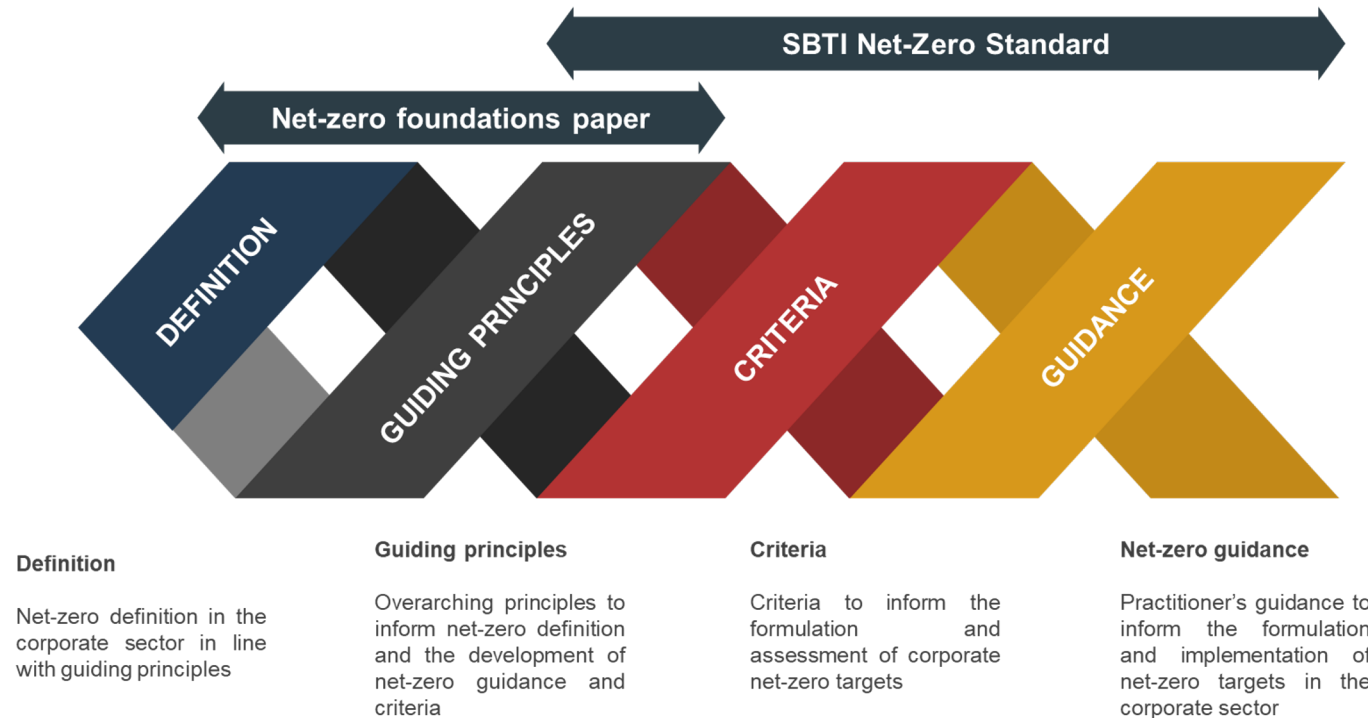 SBTI Net-Zero Standard
Net-zero foundations paper
DEFINITION
GUIDING PRINCIPLES
CRITERIA
GUIDANCE
Definition
Net-zero definition in the
corporate sector in line
with guiding principles
Guiding principles
Overarching principles to
inform net-zero definition
and the development of
net-zero guidance and
criteria
Criteria
Criteria to inform the
formulation and
assessment of corporate
net-zero targets
Net-zero guidance
Practitioner’s guidance to
inform the formulation
and implementation of
net-zero targets in the
corporate sector